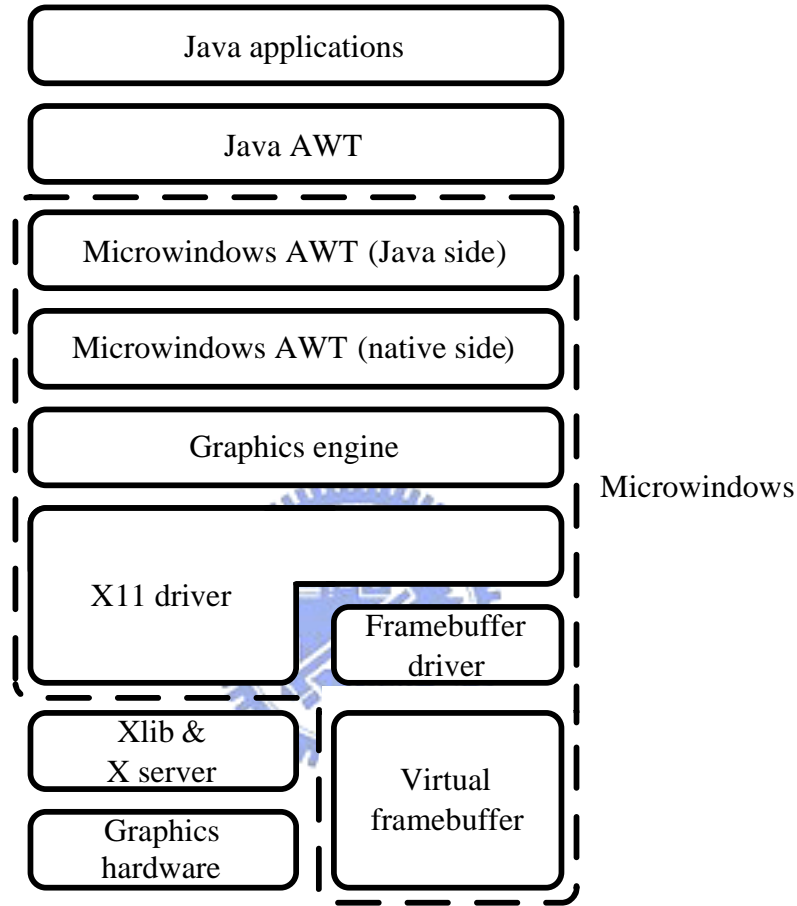 Java applications
Java AWT
Microwindows AWT (Java side)
Microwindows AWT (native side)
Graphics engine
Microwindows
X11 driver
Framebuffer
driver
Xlib &
X server
Virtual
framebuffer
Graphics
hardware